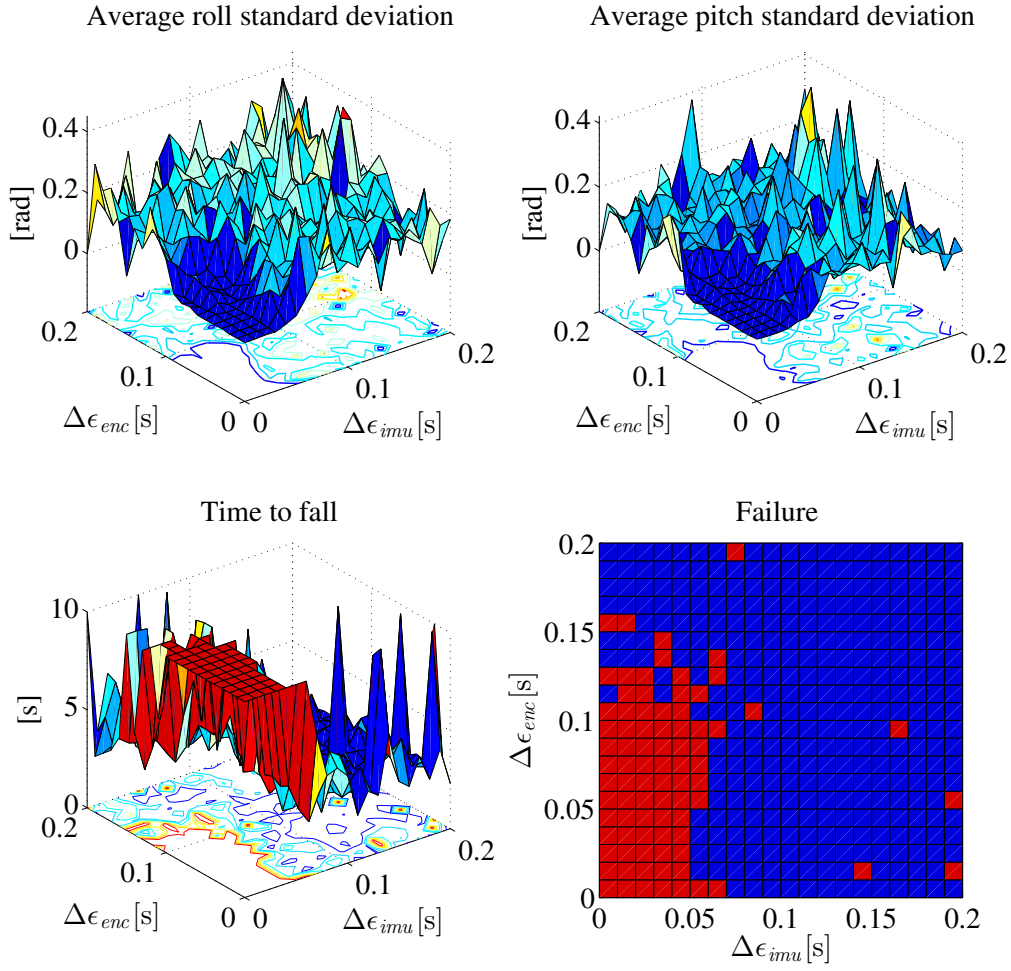 Average roll standard deviation
Average pitch standard deviation
0.4
0.2
0
[rad]
0.2
0.1
0
Δϵ_enc[s]
0
0.1
0.2
Δϵ_imu[s]
0.4
0.2
0
[rad]
0.2
0.1
0
Δϵ_enc[s]
0
0.1
0.2
Δϵ_imu[s]
Time to fall
Failure
10
5
0
[s]
0.2
0.1
0
Δϵ_enc[s]
0
0.1
0.2
Δϵ_imu[s]
0.2
0.15
0.1
0.05
0
Δϵ_enc[s]
0
0.05
0.1
0.15
0.2
Δϵ_imu[s]